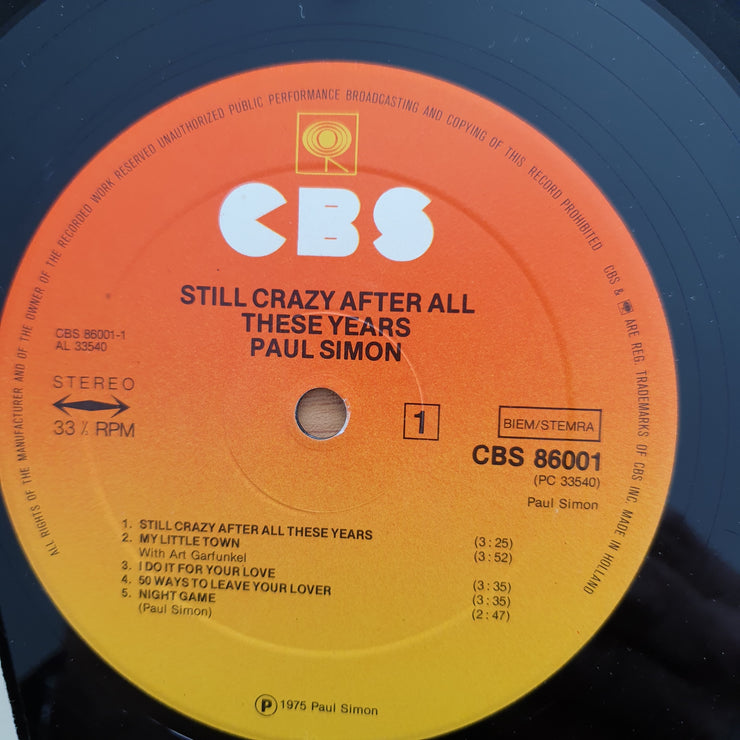 ALL RIGHTS OF THE MANUFACTURER AND OF THE OWNER OF THE RECORDED WORK RESERVED UNAUTHORIZED PUBLIC PERFORMANCE BROADCASTING AND COPYING OF THIS RECORD PROHIBITED CBS & ARE REG. TRADEMARKS OF CBS INC. MADE IN HOLLAND
CBS
STILL CRAZY AFTER ALL
THESE YEARS
PAUL SIMON
CBS 86001-1
AL 33540
STEREO
33⅓ RPM
1
BIEM/STEMRA
CBS 86001
(PC 33540)
Paul Simon
1. STILL CRAZY AFTER ALL THESE YEARS (3:25)
2. MY LITTLE TOWN (3:52)
With Art Garfunkel
3. I DO IT FOR YOUR LOVE (3:35)
4. 50 WAYS TO LEAVE YOUR LOVER (3:35)
5. NIGHT GAME (2:47)
(Paul Simon)
℗ 1975 Paul Simon